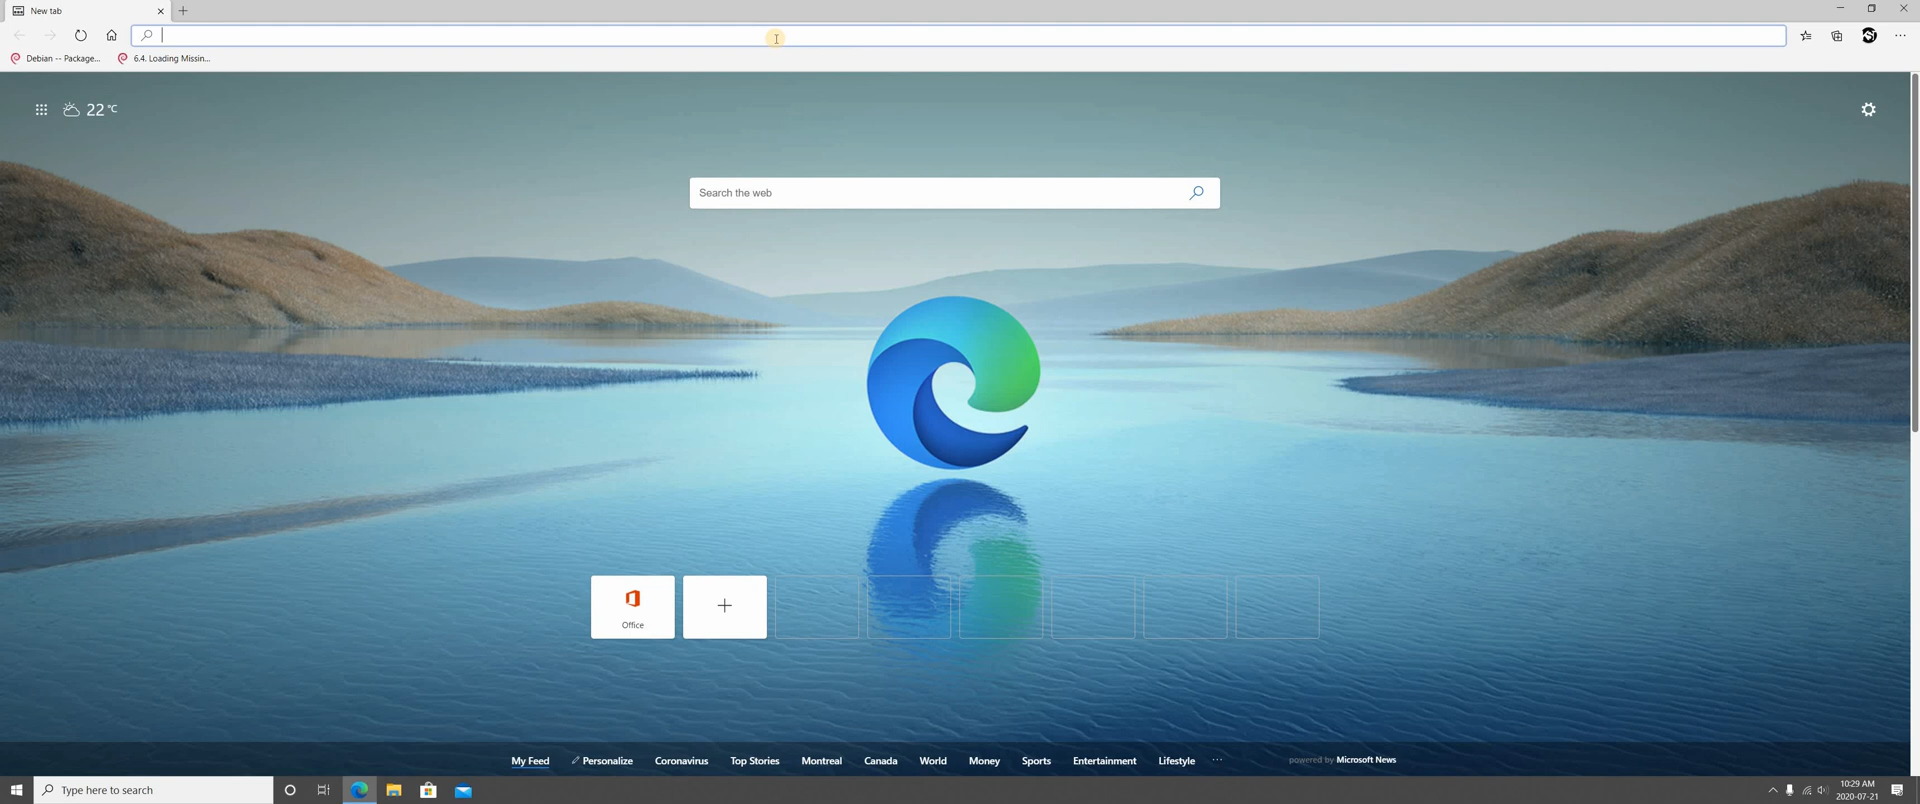 New tab
Debian -- Package...
6.4. Loading Missin...
22 °C
Search the web
Office
My Feed
Personalize
Coronavirus
Top Stories
Montreal
Canada
World
Money
Sports
Entertainment
Lifestyle
...
powered by Microsoft News
Type here to search
10:29 AM
2020-07-21